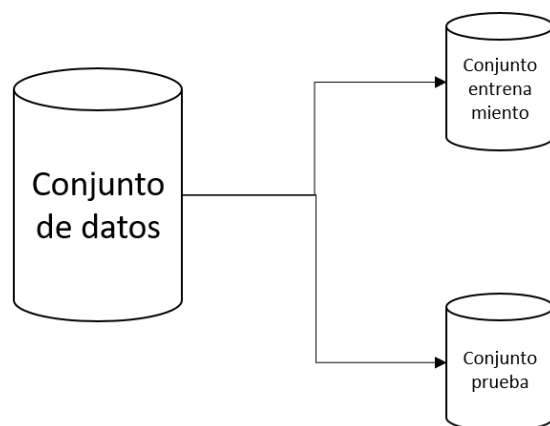 Conjunto
de datos
Conjunto
entrena
miento
Conjunto
prueba